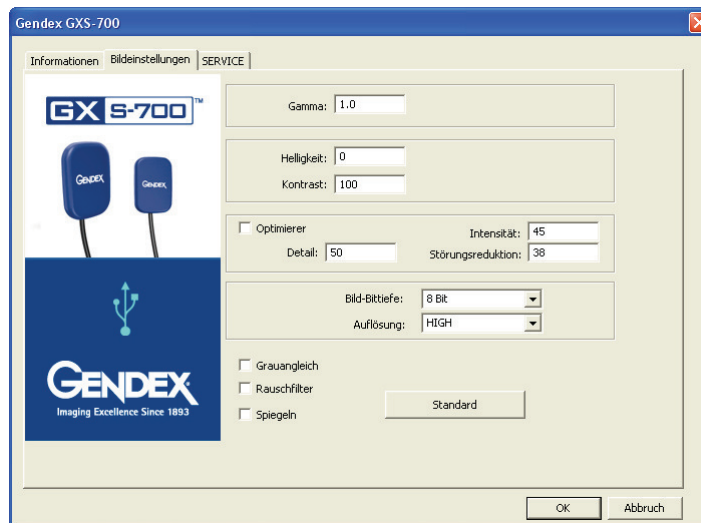 Gendex GXS-700
Informationen Bildeinstellungen SERVICE
GX S-700™
GENDEX GENDEX
GENDEX
Imaging Excellence Since 1893
Gamma: 1.0
Helligkeit: 0
Kontrast: 100
Optimierer
Intensität: 45
Detail: 50
Störungsreduktion: 38
Bild-Bittiefe: 8 Bit
Auflösung: HIGH
Grauangleich
Rauschfilter
Spiegeln
Standard
OK Abbruch